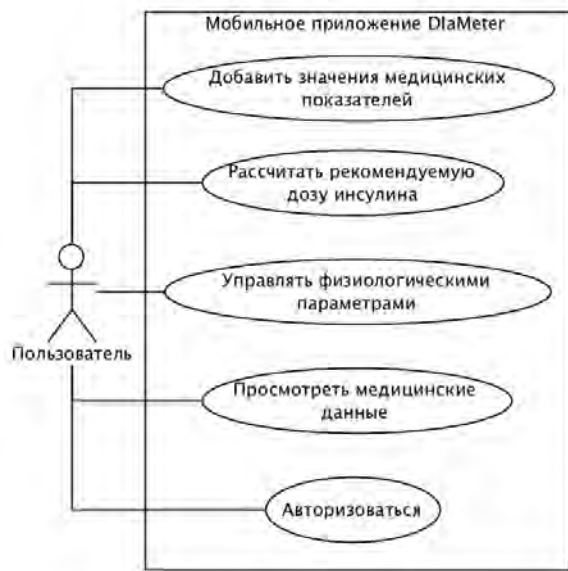 Мобильное приложение DIaMeter
Добавить значения медицинских
показателей
Рассчитать рекомендуемую
дозу инсулина
Управлять физиологическими
параметрами
Пользователь
Просмотреть медицинские
данные
Авторизоваться